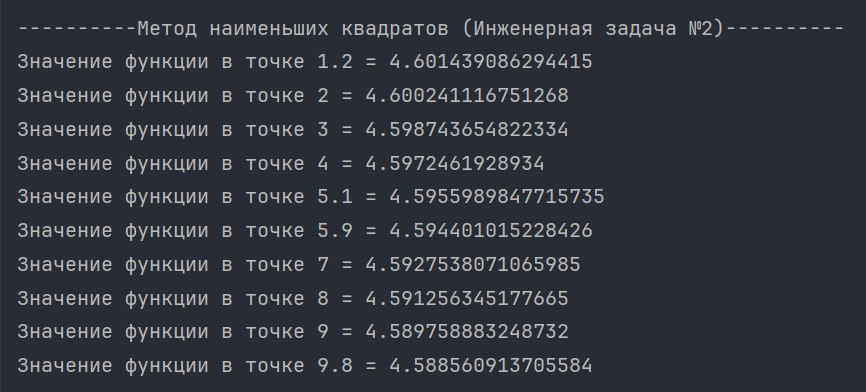 ----------Метод наименьших квадратов (Инженерная задача №2)----------
Значение функции в точке 1.2 = 4.601439086294415
Значение функции в точке 2 = 4.600241116751268
Значение функции в точке 3 = 4.598743654822334
Значение функции в точке 4 = 4.5972461928934
Значение функции в точке 5.1 = 4.5955989847715735
Значение функции в точке 5.9 = 4.594401015228426
Значение функции в точке 7 = 4.5927538071065985
Значение функции в точке 8 = 4.591256345177665
Значение функции в точке 9 = 4.589758883248732
Значение функции в точке 9.8 = 4.588560913705584